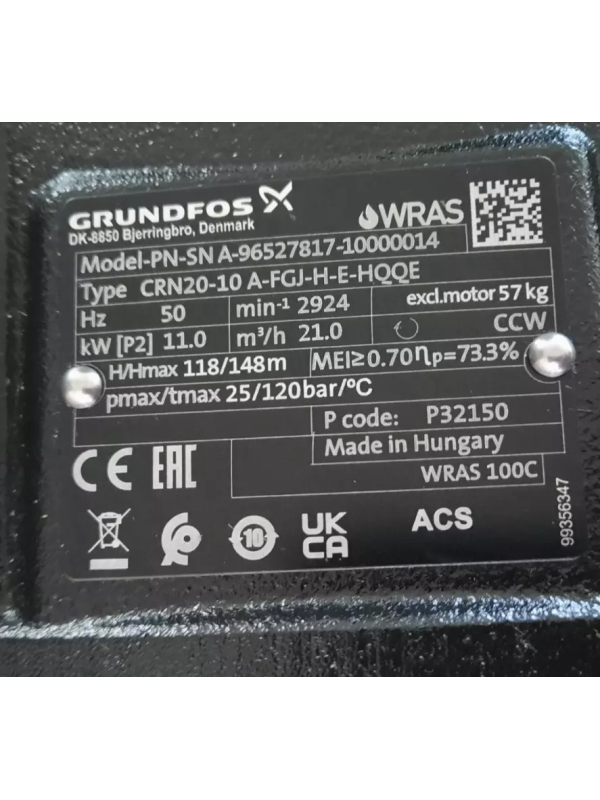 GRUNDFOS
DK-8850 Bjerringbro, Denmark
WRAS
Model-PN-SN A-96527817-10000014
Type CRN20-10 A-FGJ-H-E-HQQE
Hz 50 min-1 2924 excl.motor 57 kg
kW [P2] 11.0 m³/h 21.0 CCW
H/Hmax 118/148m MEI≥0.70 ηp=73.3%
pmax/tmax 25/120bar/°C
P code: P32150
Made in Hungary
WRAS 100C
CE EAC
10 UK CA ACS
99356347